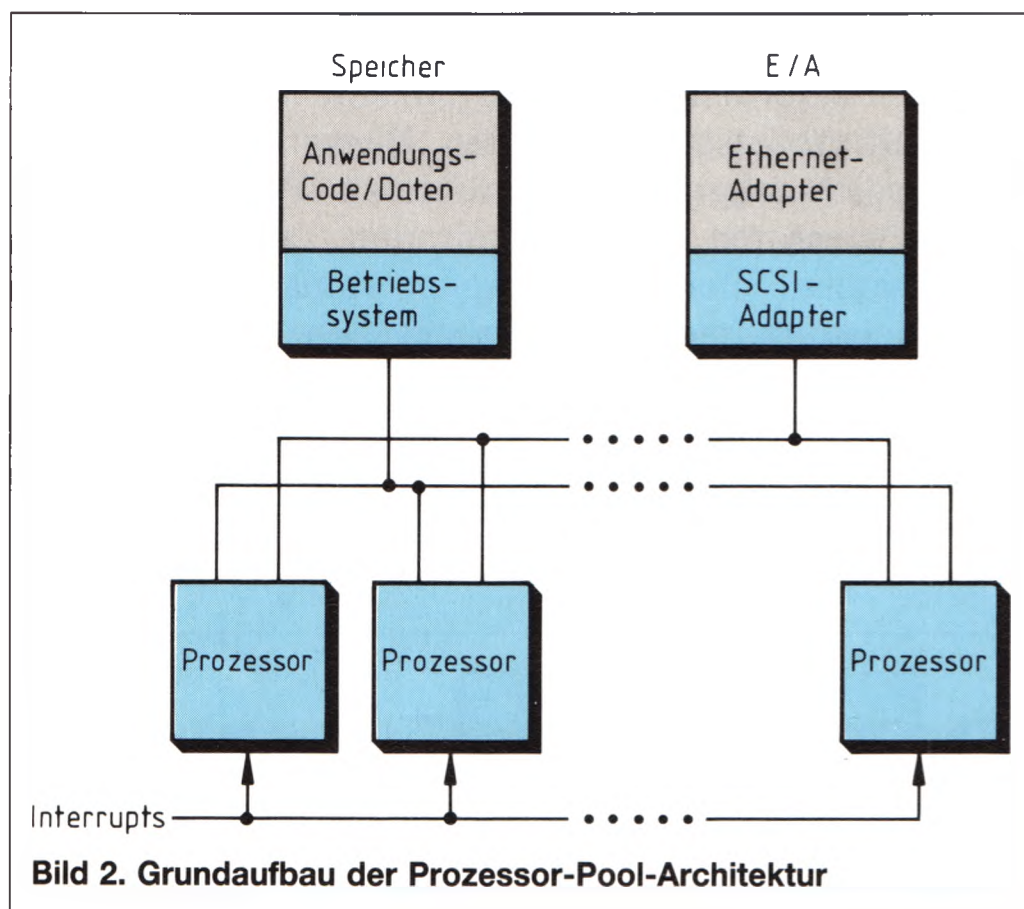 Speicher
E/A
Anwendungs-
Code/Daten
Ethernet-
Adapter
Betriebs-
system
SCSI-
Adapter
Prozessor
Prozessor
Prozessor
Interrupts
Bild 2. Grundaufbau der Prozessor-Pool-Architektur